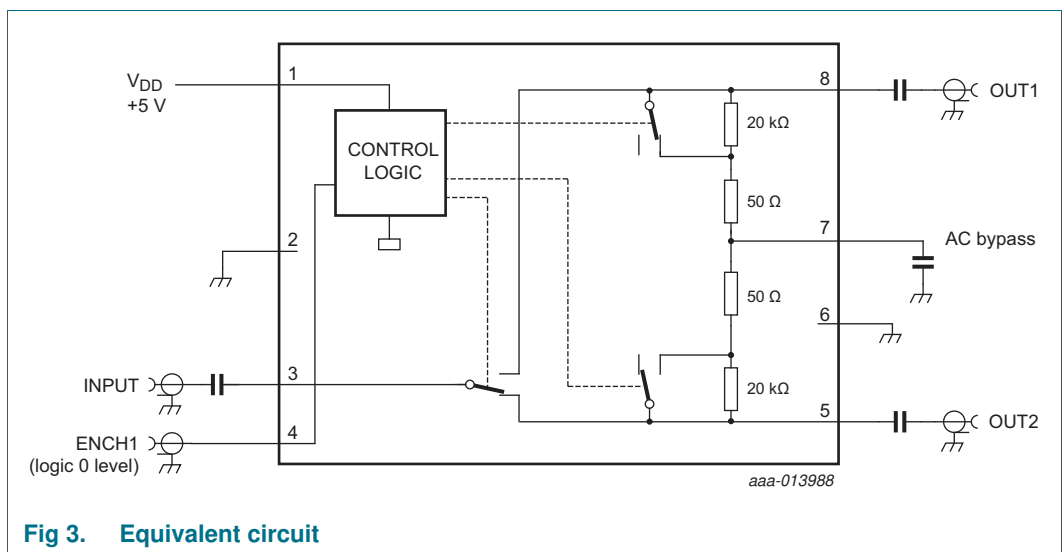 V_DD
+5 V
1
CONTROL
LOGIC
2
INPUT
3
ENCH1
4
(logic 0 level)
8
OUT1
20 kΩ
50 Ω
7
AC bypass
50 Ω
6
20 kΩ
5
OUT2
aaa-013988
Fig 3. Equivalent circuit